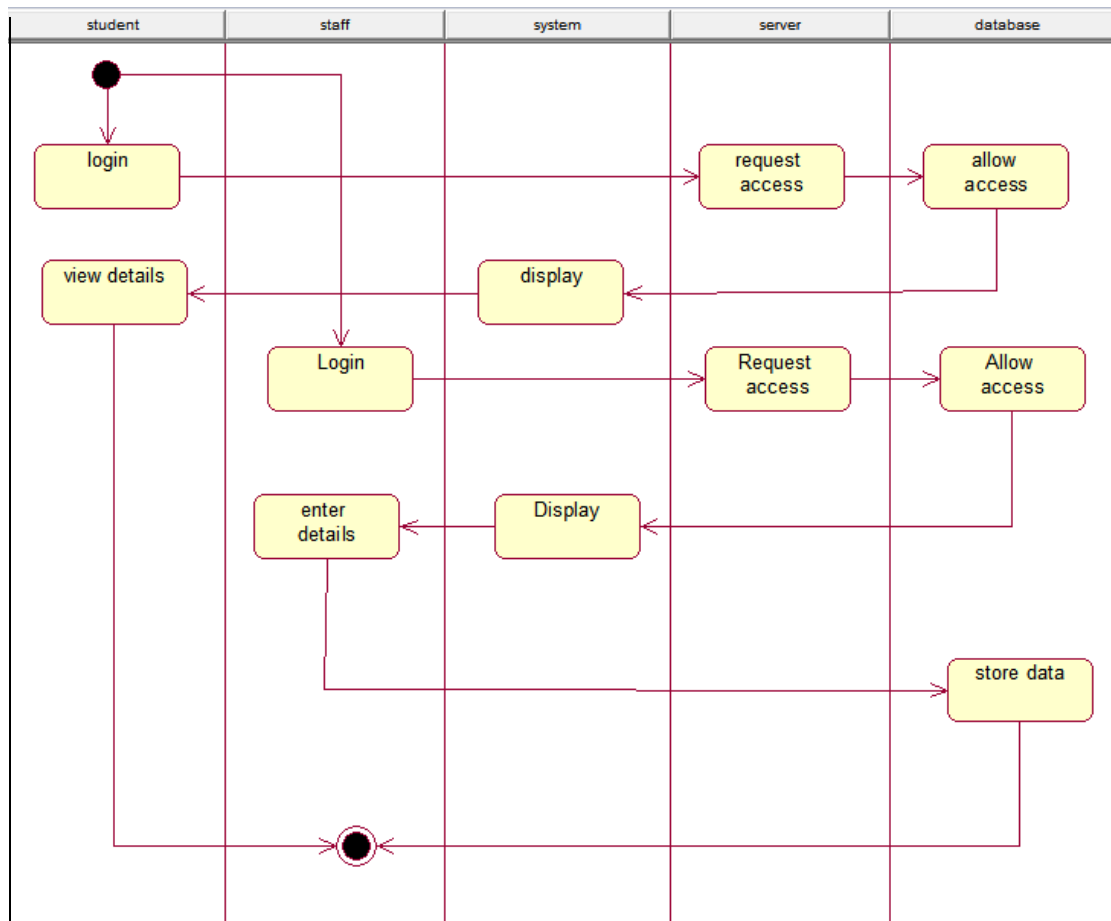 student staff system server database
login
request
access
allow
access
view details
display
Login
Request
access
Allow
access
enter
details
Display
store data